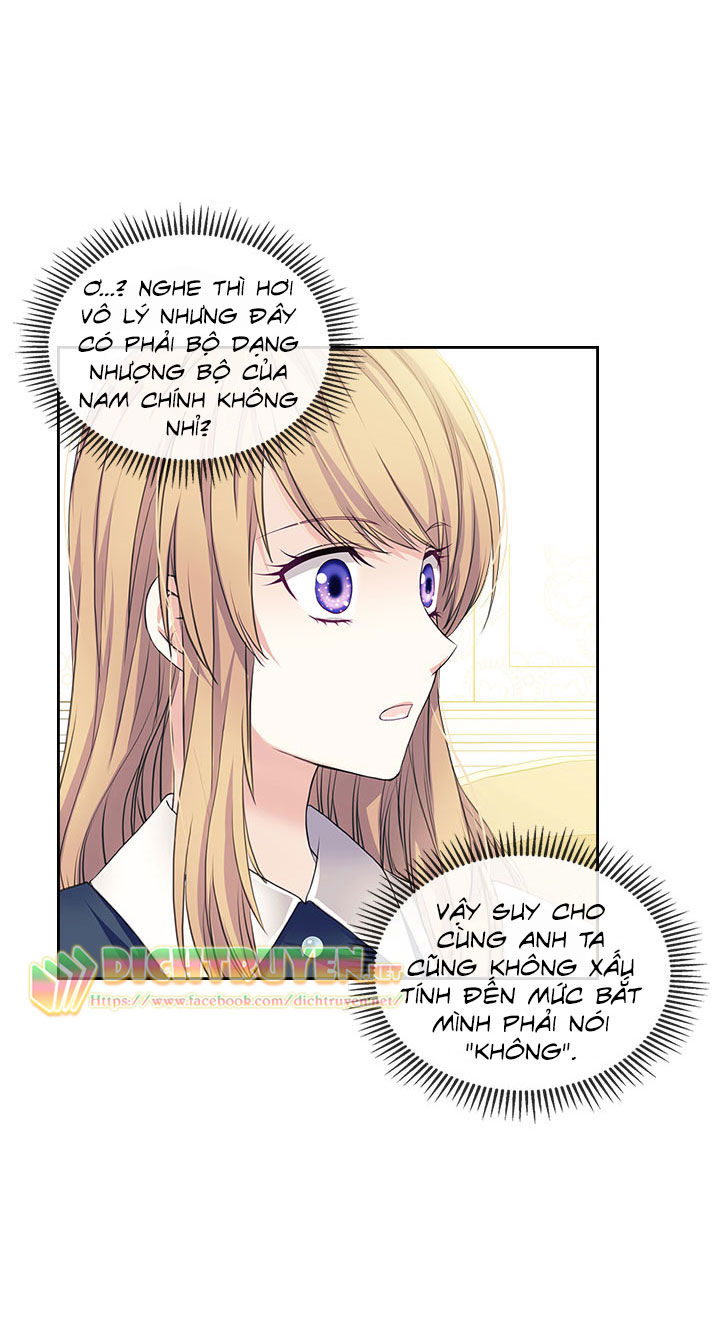 Ơ...? NGHE THÌ HƠI
VÔ LÝ NHƯNG ĐÂY
CÓ PHẢI BỘ DẠNG
NHƯỢNG BỘ CỦA
NAM CHÍNH KHÔNG
NHỈ?
VẬY SUY CHO
CÙNG ANH TA
CŨNG KHÔNG XẤU
TÍNH ĐẾN MỨC BẮT
MÌNH PHẢI NÓI
"KHÔNG".
DICHTRUYEN.NET
Https://www.facebook.com/dichtruyen.net/